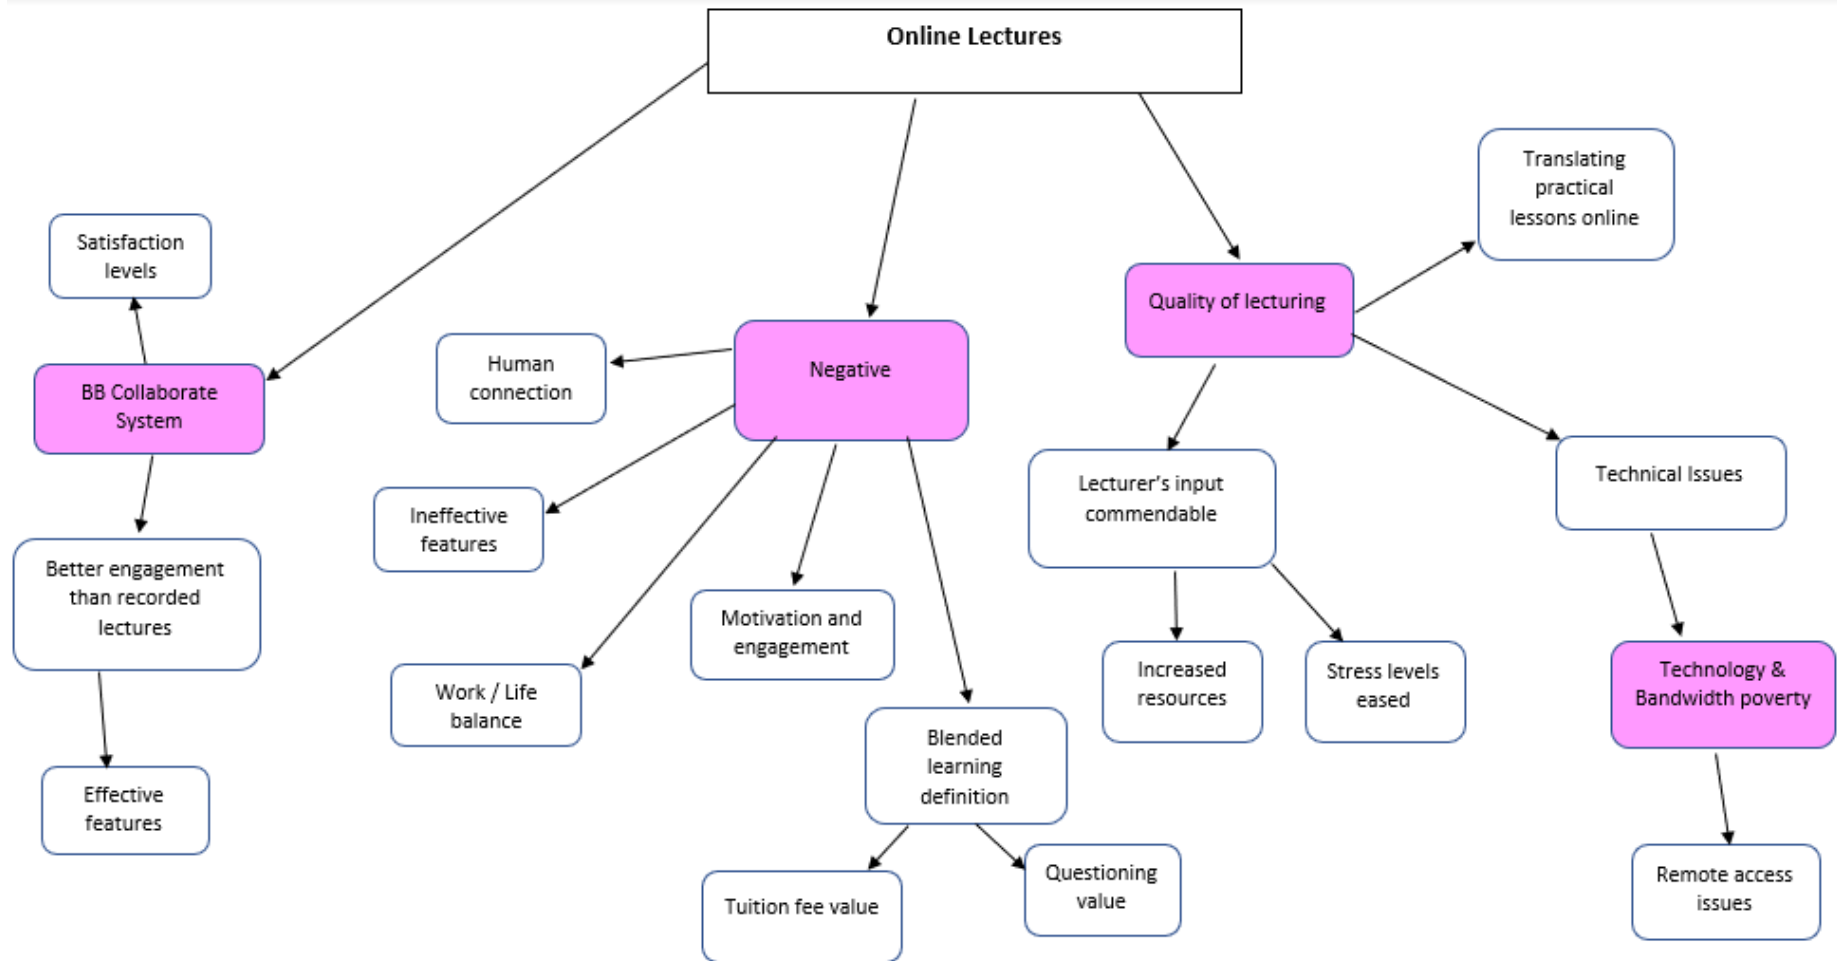 Online Lectures
Translating
practical
lessons online
Satisfaction
levels
Quality of lecturing
Human
connection
Negative
BB Collaborate
System
Lecturer's input
commendable
Technical Issues
Ineffective
features
Better engagement
than recorded
lectures
Motivation and
engagement
Work / Life
balance
Increased
resources
Stress levels
eased
Technology &
Bandwidth poverty
Blended
learning
definition
Effective
features
Tuition fee value
Questioning
value
Remote access
issues